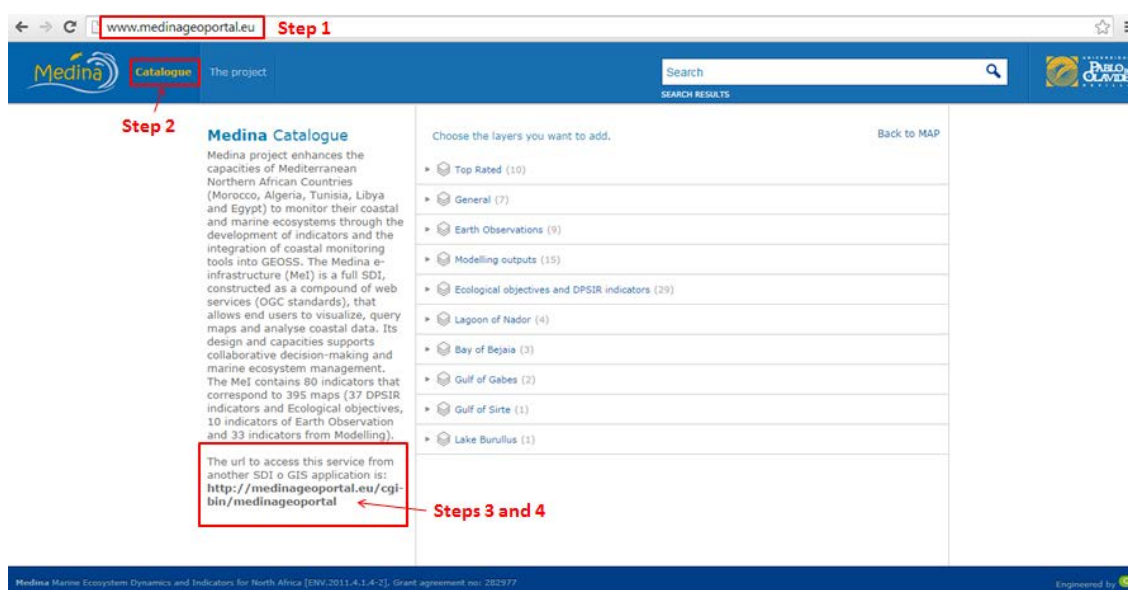 www.medinageoportal.eu
Step 1
Medina
Catalogue
The project
Search
SEARCH RESULTS
PABLO DE
OLAVIDE
Step 2
Medina Catalogue
Medina project enhances the
capacities of Mediterranean
Northern African Countries
(Morocco, Algeria, Tunisia, Libya
and Egypt) to monitor their coastal
and marine ecosystems through the
development of indicators and the
integration of coastal monitoring
tools into GEOSS. The Medina e-
infrastructure (MeI) is a full SDI,
constructed as a compound of web
services (OGC standards), that
allows end users to visualize, query
maps and analyse coastal data. Its
design and capacities supports
collaborative decision-making and
marine ecosystem management.
The MeI contains 80 indicators that
correspond to 395 maps (37 DPSIR
indicators and Ecological objectives,
10 indicators of Earth Observation
and 33 indicators from Modelling).
The url to access this service from
another SDI o GIS application is:
http://medinageoportal.eu/cgi-
bin/medinageoportal
Choose the layers you want to add.
Back to MAP
Top Rated (10)
General (7)
Earth Observations (9)
Modelling outputs (15)
Ecological objectives and DPSIR indicators (29)
Lagoon of Nador (4)
Bay of Bejaia (3)
Gulf of Gabes (2)
Gulf of Sirte (1)
Lake Burullus (1)
Steps 3 and 4
Medina Marine Ecosystem Dynamics and Indicators for North Africa [ENV.2011.4.1.4-2], Grant agreement no: 282977
Engineered by